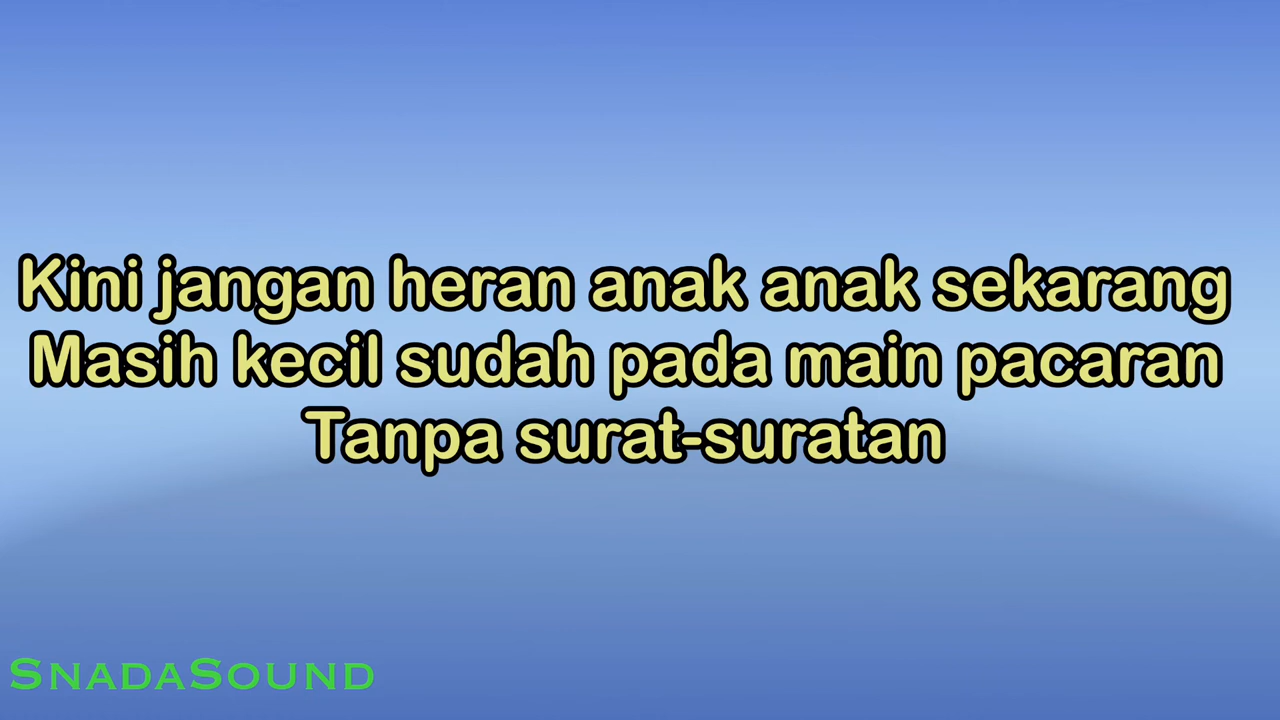 Kini jangan heran anak anak sekarang
Masih kecil sudah pada main pacaran
Tanpa surat-suratan
SnadaSound